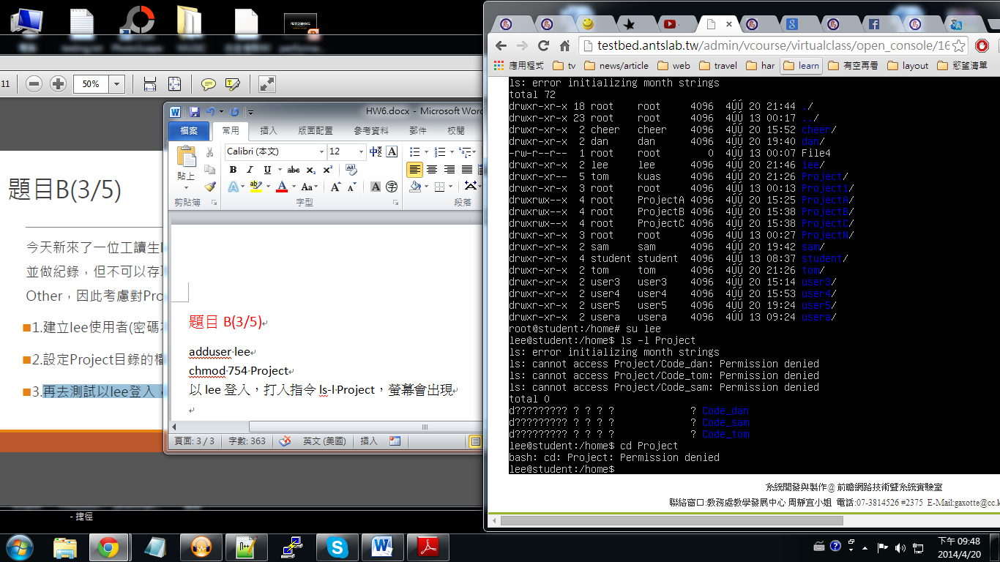 11
50%
題目B(3/5)
今天新來了一位工讀生l
並做紀錄，但不可以存
Other，因此考慮對Pro
■1.建立lee使用者(密碼
■2.設定Project目錄的
■3.再去測試以lee登入，
- 捷徑
HW6.docx - Microsoft Word
檔案 常用 插入 版面配置 參考資料 郵件 校閱
貼上
Calibri (本文) 12
B I U abc x₂ x²
A ab A Aa A A A 字
剪貼簿 字型 段落
題目 B(3/5)
adduser lee
chmod 754 Project
以 lee 登入，打入指令 ls-l Project，螢幕會出現
頁面: 3 / 3 字數: 363 英文 (美國) 插入
testbed.antslab.tw/admin/vcourse/virtualclass/open_console/16
應用程式 tv news/article web travel har learn 有空再看 layout 慾望清單
ls: error initializing month strings
total 72
drwxr-xr-x 18 root root 4096 4ÛÛ 20 21:44 ./
drwxr-xr-x 23 root root 4096 4ÛÛ 13 00:17 ../
drwxr-xr-x 2 cheer cheer 4096 4ÛÛ 20 15:52 cheer/
drwxr-xr-x 2 dan dan 4096 4ÛÛ 20 19:40 dan/
-rw-r--r-- 1 root root 0 4ÛÛ 13 00:07 File4
drwxr-xr-x 2 lee lee 4096 4ÛÛ 20 21:46 lee/
drwxr-xr-- 5 tom kuas 4096 4ÛÛ 20 21:26 Project/
drwxr-xr-x 3 root root 4096 4ÛÛ 13 00:13 Project1/
drwxrwx--x 4 root ProjectA 4096 4ÛÛ 20 15:25 ProjectA/
drwxrwx--x 4 root ProjectB 4096 4ÛÛ 20 15:38 ProjectB/
drwxrwx--x 4 root ProjectC 4096 4ÛÛ 20 15:38 ProjectC/
drwxr-xr-x 3 root root 4096 4ÛÛ 13 00:27 ProjectN/
drwxr-xr-x 2 sam sam 4096 4ÛÛ 20 19:42 sam/
drwxr-xr-x 4 student student 4096 4ÛÛ 13 08:37 student/
drwxr-xr-x 2 tom tom 4096 4ÛÛ 20 21:26 tom/
drwxr-xr-x 2 user3 user3 4096 4ÛÛ 20 15:14 user3/
drwxr-xr-x 2 user4 user4 4096 4ÛÛ 20 15:53 user4/
drwxr-xr-x 2 user5 user5 4096 4ÛÛ 20 19:24 user5/
drwxr-xr-x 2 usera usera 4096 4ÛÛ 13 09:24 usera/
root@student:/home# su lee
lee@student:/home$ ls -l Project
ls: error initializing month strings
ls: cannot access Project/Code_dan: Permission denied
ls: cannot access Project/Code_tom: Permission denied
ls: cannot access Project/Code_sam: Permission denied
total 0
d????????? ? ? ? ? ? Code_dan
d????????? ? ? ? ? ? Code_sam
d????????? ? ? ? ? ? Code_tom
lee@student:/home$ cd Project
bash: cd: Project: Permission denied
lee@student:/home$
系統開發與製作@ 前瞻網路技術暨系統實驗室
聯絡窗口:教務處教學發展中心 周靜宜小姐 電話:07-3814526 #2375 E-Mail:gaxotte@cc.k
下午 09:48
2014/4/20